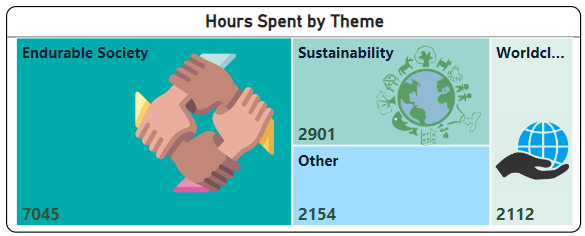 Hours Spent by Theme
Endurable Society
7045
Sustainability
2901
Other
2154
Worldcl...
2112